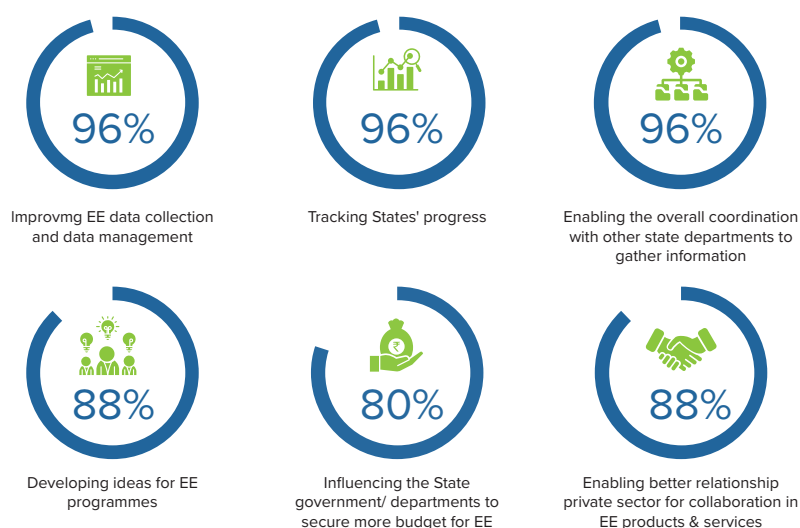 96%
Improvmg EE data collection
and data management
96%
Tracking States' progress
96%
Enabling the overall coordination
with other state departments to
gather information
88%
Developing ideas for EE
programmes
₹
80%
Influencing the State
government/ departments to
secure more budget for EE
88%
Enabling better relationship
private sector for collaboration in
EE products & services